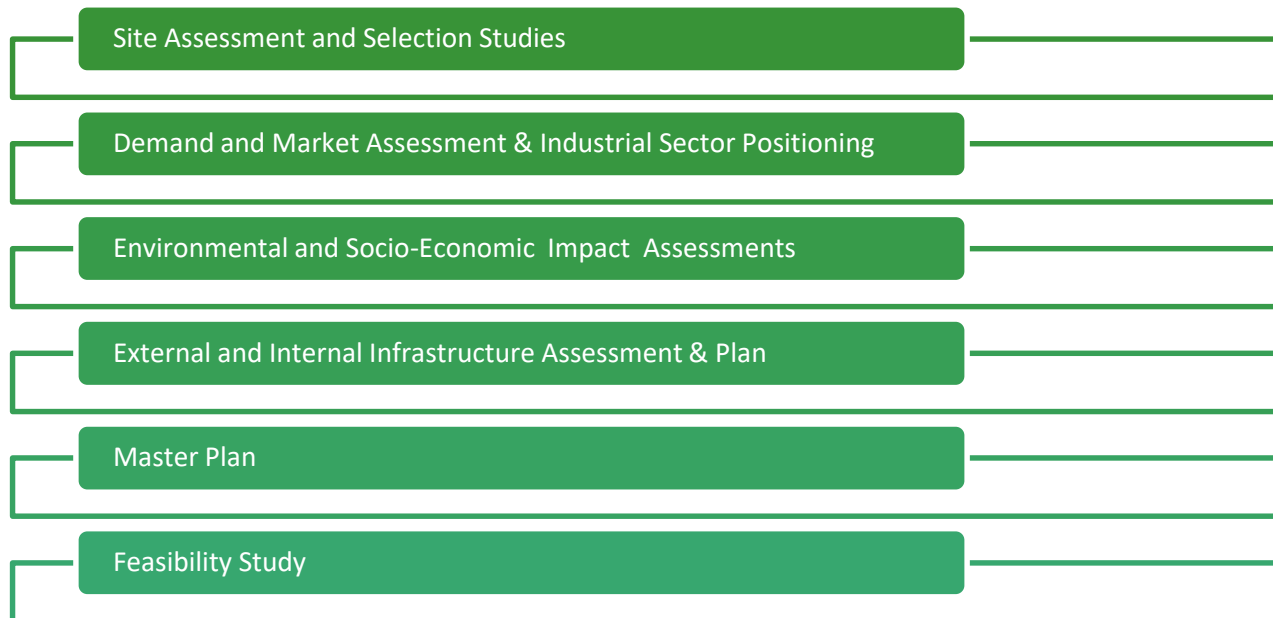 Site Assessment and Selection Studies
Demand and Market Assessment & Industrial Sector Positioning
Environmental and Socio-Economic  Impact  Assessments
External and Internal Infrastructure Assessment & Plan
Master Plan
Feasibility Study